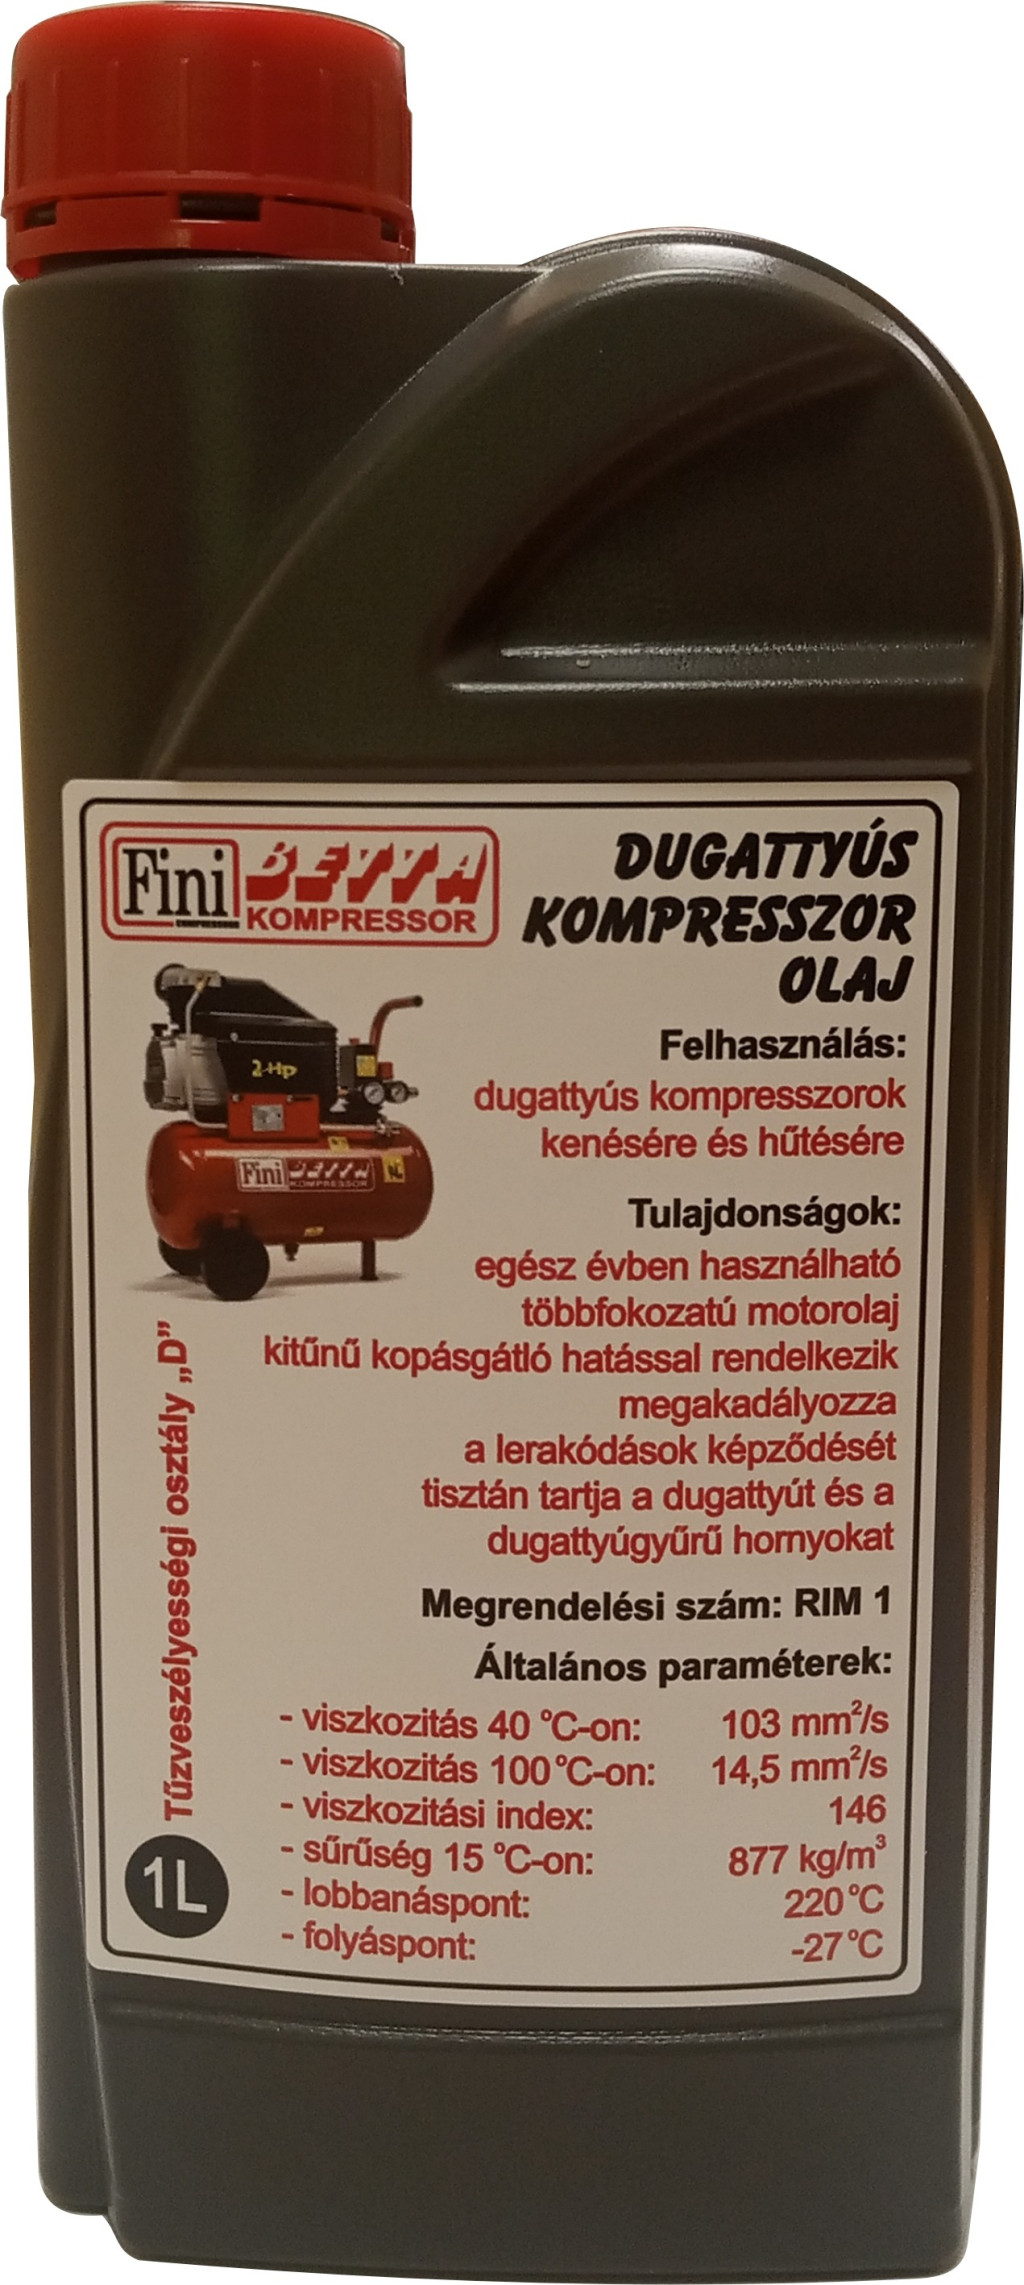 Fini
KOMPRESSOR
BETTA
KOMPRESSOR
DUGATTYÚS
KOMPRESSZOR
OLAJ
2 Hp
Fini
BETTA
KOMPRESSOR
Felhasználás:
dugattyús kompresszorok
kenésére és hűtésére
Tulajdonságok:
egész évben használható
többfokozatú motorolaj
kitűnű kopásgátló hatással rendelkezik
megakadályozza
a lerakódások képződését
tisztán tartja a dugattyút és a
dugattyúgyűrű hornyokat
Megrendelési szám: RIM 1
Általános paraméterek:
- viszkozitás 40 °C-on: 103 mm²/s
- viszkozitás 100 °C-on: 14,5 mm²/s
- viszkozitási index: 146
- sűrűség 15 °C-on: 877 kg/m³
- lobbanáspont: 220 °C
- folyáspont: -27 °C
Tűzveszélyességi osztály „D”
1L